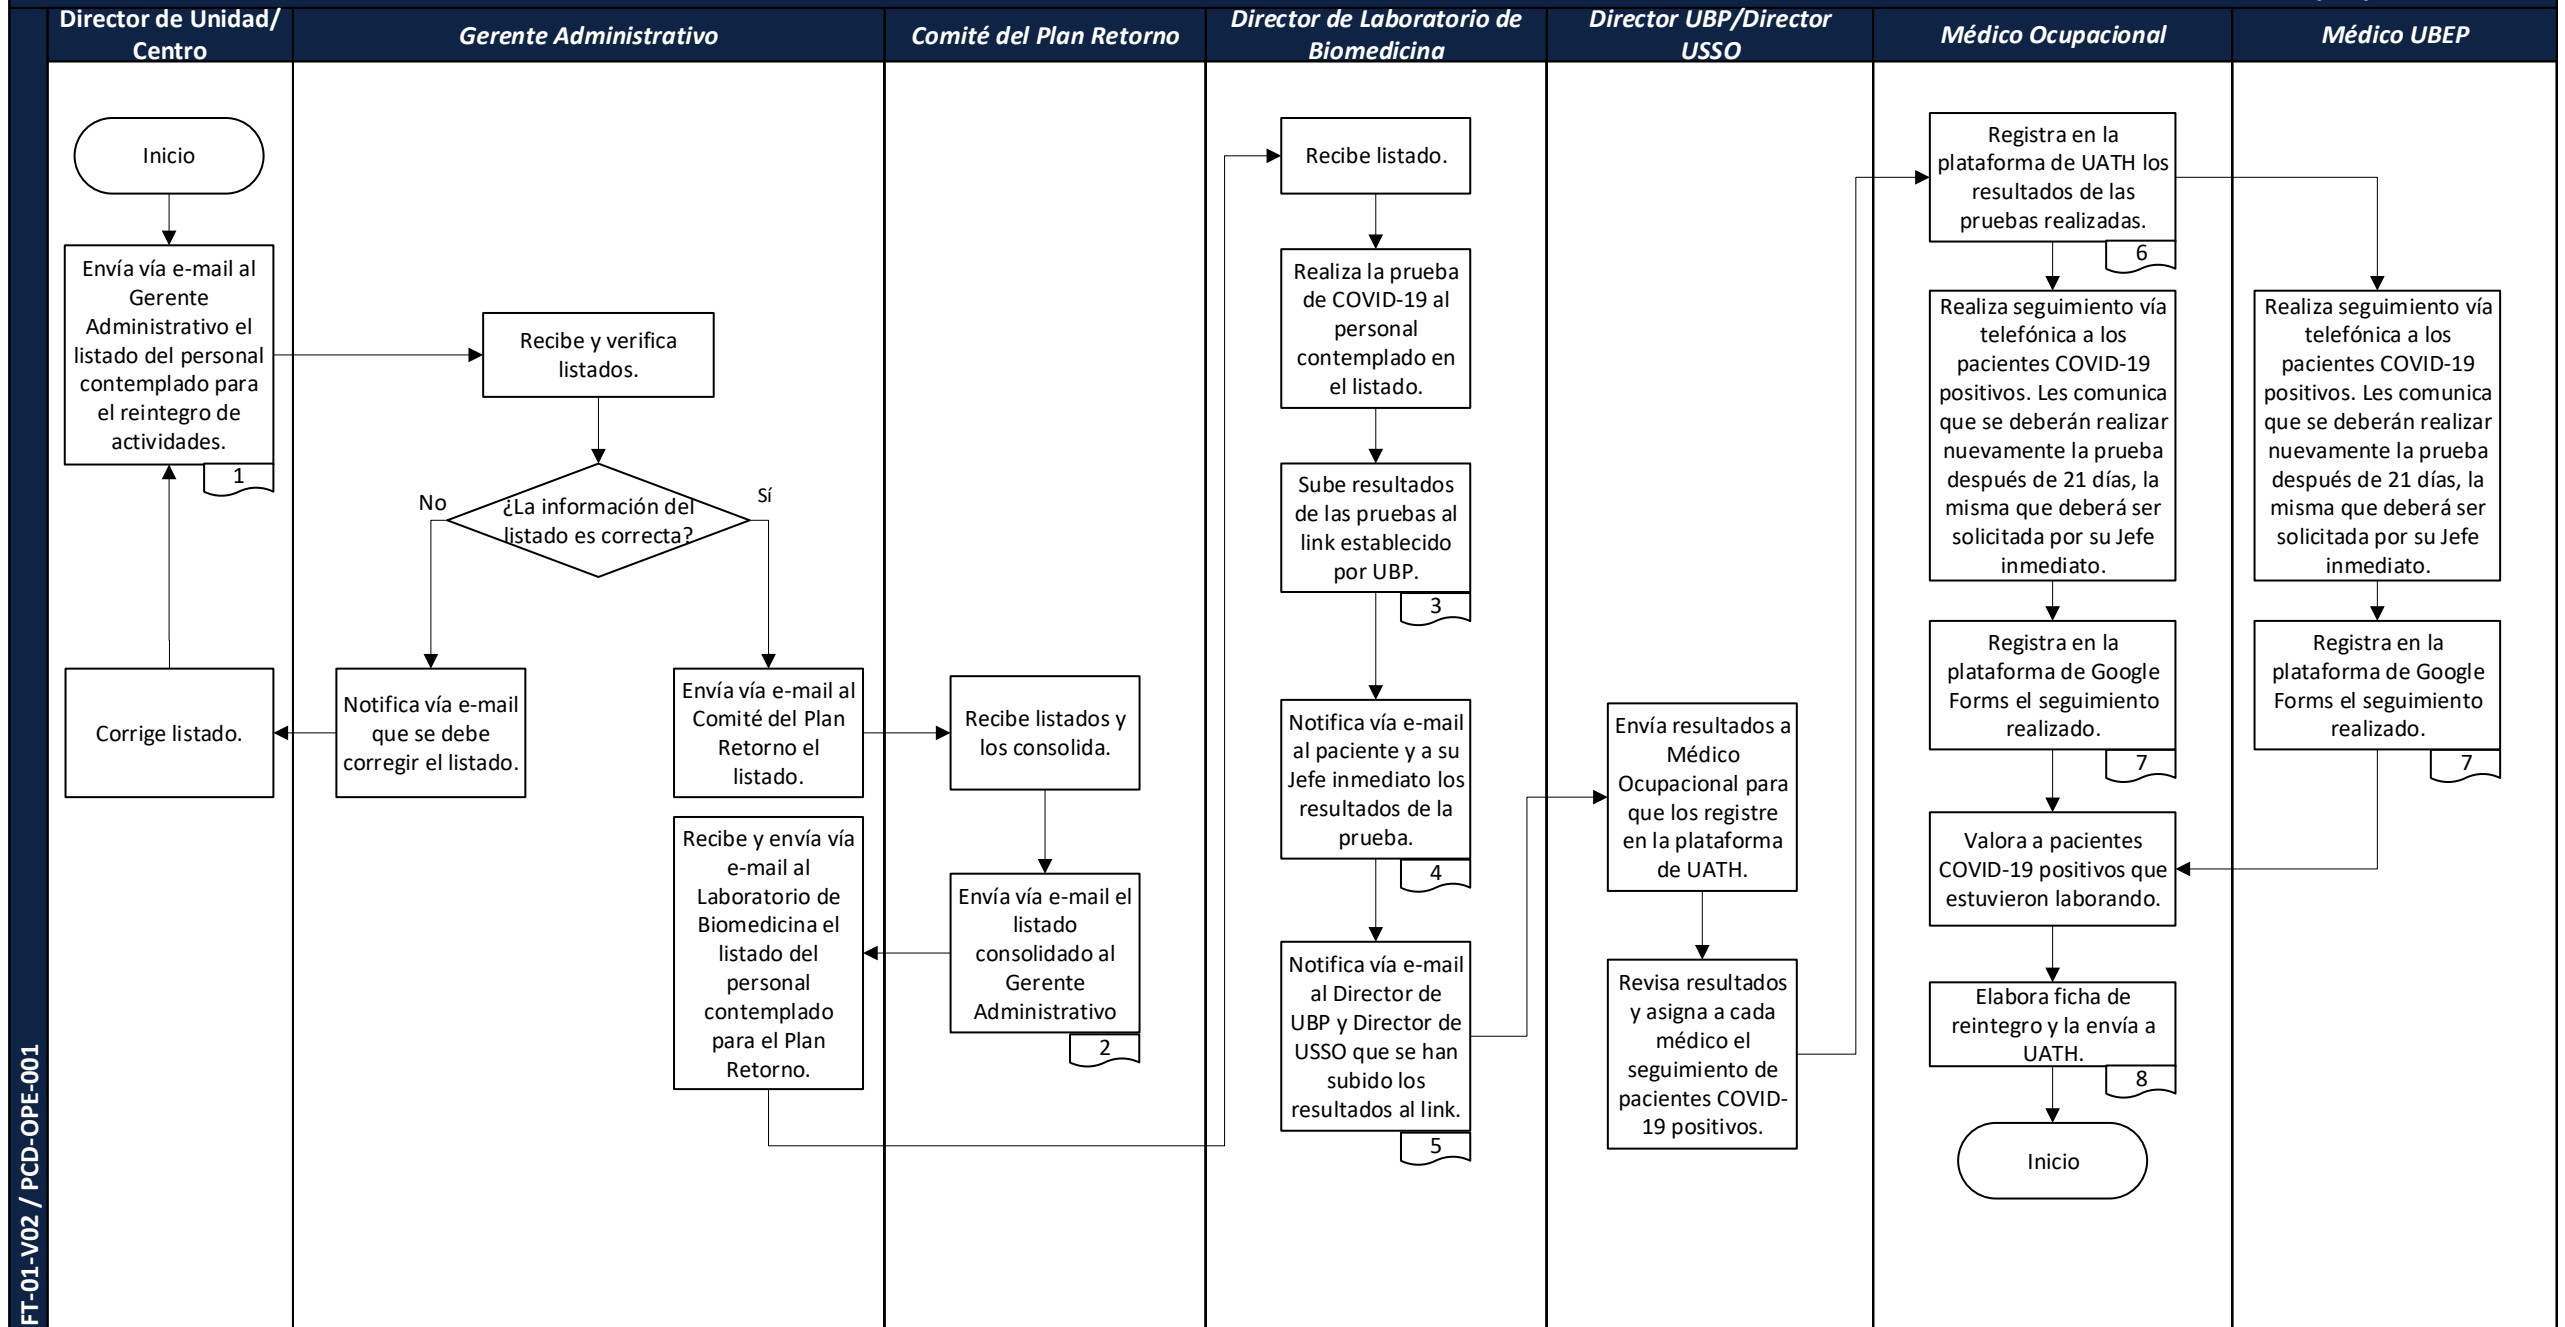 Director de Unidad/
Centro
Gerente Administrativo
Comité del Plan Retorno
Director de Laboratorio de
Biomedicina
Director UBP/Director
USSO
Médico Ocupacional
Médico UBEP
FT-01-V02 / PCD-OPE-001
Inicio
Envía vía e-mail al
Gerente
Administrativo el
listado del personal
contemplado para
el reintegro de
actividades.
1
Corrige listado.
Recibe y verifica
listados.
¿La información del
listado es correcta?
No
Sí
Notifica vía e-mail
que se debe
corregir el listado.
Envía vía e-mail al
Comité del Plan
Retorno el
listado.
Recibe y envía vía
e-mail al
Laboratorio de
Biomedicina el
listado del
personal
contemplado
para el Plan
Retorno.
Recibe listados y
los consolida.
Envía vía e-mail el
listado
consolidado al
Gerente
Administrativo
2
Recibe listado.
Realiza la prueba
de COVID-19 al
personal
contemplado en
el listado.
Sube resultados
de las pruebas al
link establecido
por UBP.
3
Notifica vía e-mail
al paciente y a su
Jefe inmediato los
resultados de la
prueba.
4
Notifica vía e-mail
al Director de
UBP y Director de
USSO que se han
subido los
resultados al link.
5
Envía resultados a
Médico
Ocupacional para
que los registre
en la plataforma
de UATH.
Revisa resultados
y asigna a cada
médico el
seguimiento de
pacientes COVID-
19 positivos.
Registra en la
plataforma de UATH los
resultados de las
pruebas realizadas.
6
Realiza seguimiento vía
telefónica a los
pacientes COVID-19
positivos. Les comunica
que se deberán realizar
nuevamente la prueba
después de 21 días, la
misma que deberá ser
solicitada por su Jefe
inmediato.
Registra en la
plataforma de Google
Forms el seguimiento
realizado.
7
Valora a pacientes
COVID-19 positivos que
estuvieron laborando.
Elabora ficha de
reintegro y la envía a
UATH.
8
Inicio
Realiza seguimiento vía
telefónica a los
pacientes COVID-19
positivos. Les comunica
que se deberán realizar
nuevamente la prueba
después de 21 días, la
misma que deberá ser
solicitada por su Jefe
inmediato.
Registra en la
plataforma de Google
Forms el seguimiento
realizado.
7